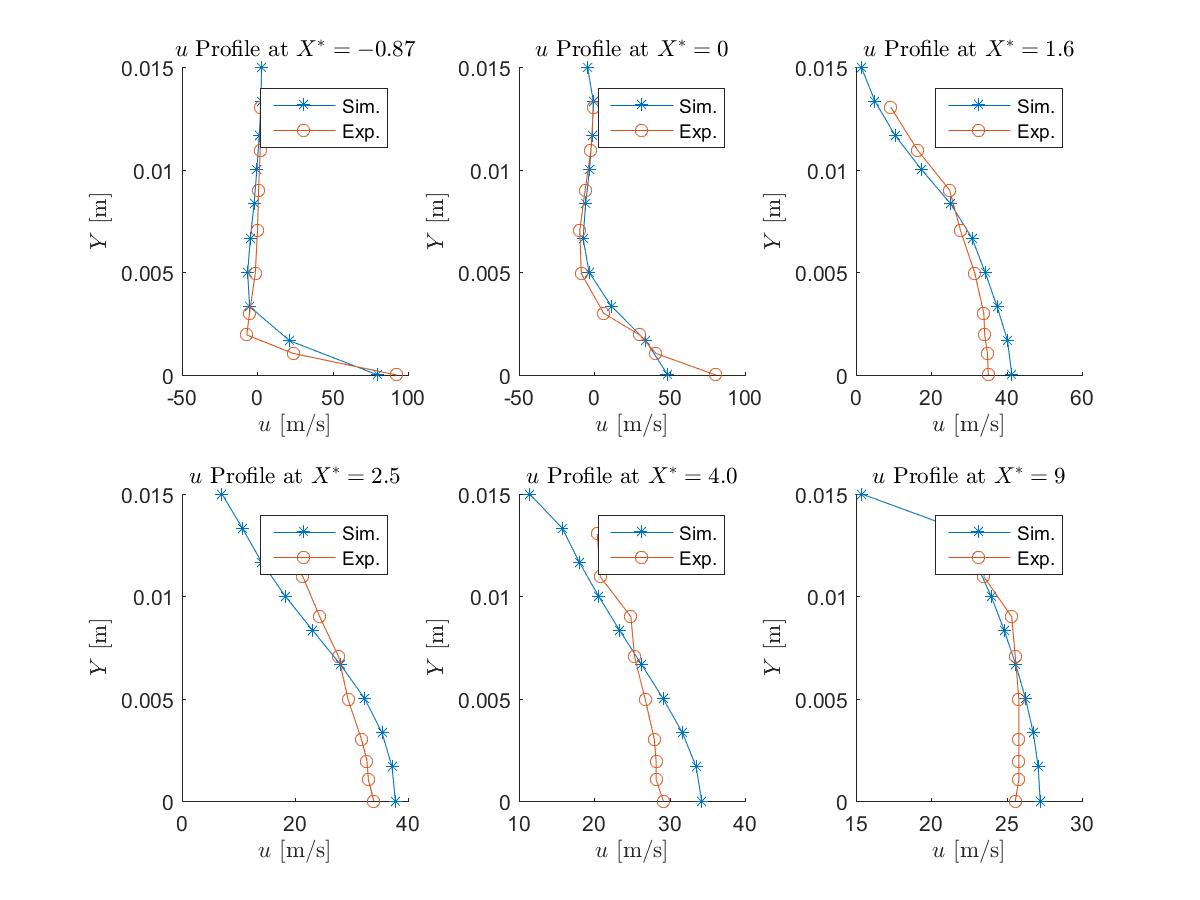 u Profile at X* = −0.87
0.015
0.01
0.005
0
Y [m]
-50 0 50 100
u [m/s]
Sim.
Exp.
u Profile at X* = 0
0.015
0.01
0.005
0
Y [m]
-50 0 50 100
u [m/s]
Sim.
Exp.
u Profile at X* = 1.6
0.015
0.01
0.005
0
Y [m]
0 20 40 60
u [m/s]
Sim.
Exp.
u Profile at X* = 2.5
0.015
0.01
0.005
0
Y [m]
0 20 40
u [m/s]
Sim.
Exp.
u Profile at X* = 4.0
0.015
0.01
0.005
0
Y [m]
10 20 30 40
u [m/s]
Sim.
Exp.
u Profile at X* = 9
0.015
0.01
0.005
0
Y [m]
15 20 25 30
u [m/s]
Sim.
Exp.